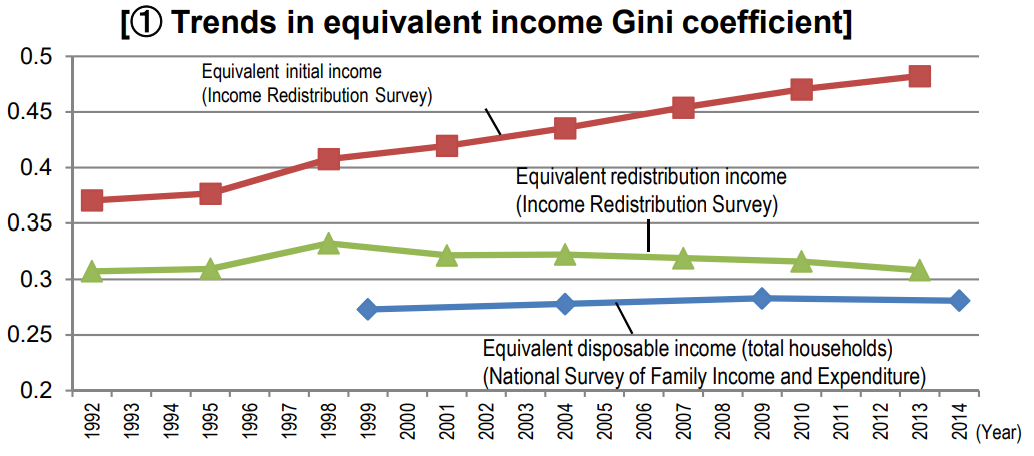 [① Trends in equivalent income Gini coefficient]
0.5
Equivalent initial income
(Income Redistribution Survey)
0.45
0.4
Equivalent redistribution income
(Income Redistribution Survey)
0.35
0.3
0.25
Equivalent disposable income (total households)
(National Survey of Family Income and Expenditure)
0.2
1992 1993 1994 1995 1996 1997 1998 1999 2000 2001 2002 2003 2004 2005 2006 2007 2008 2009 2010 2011 2012 2013 2014 (Year)